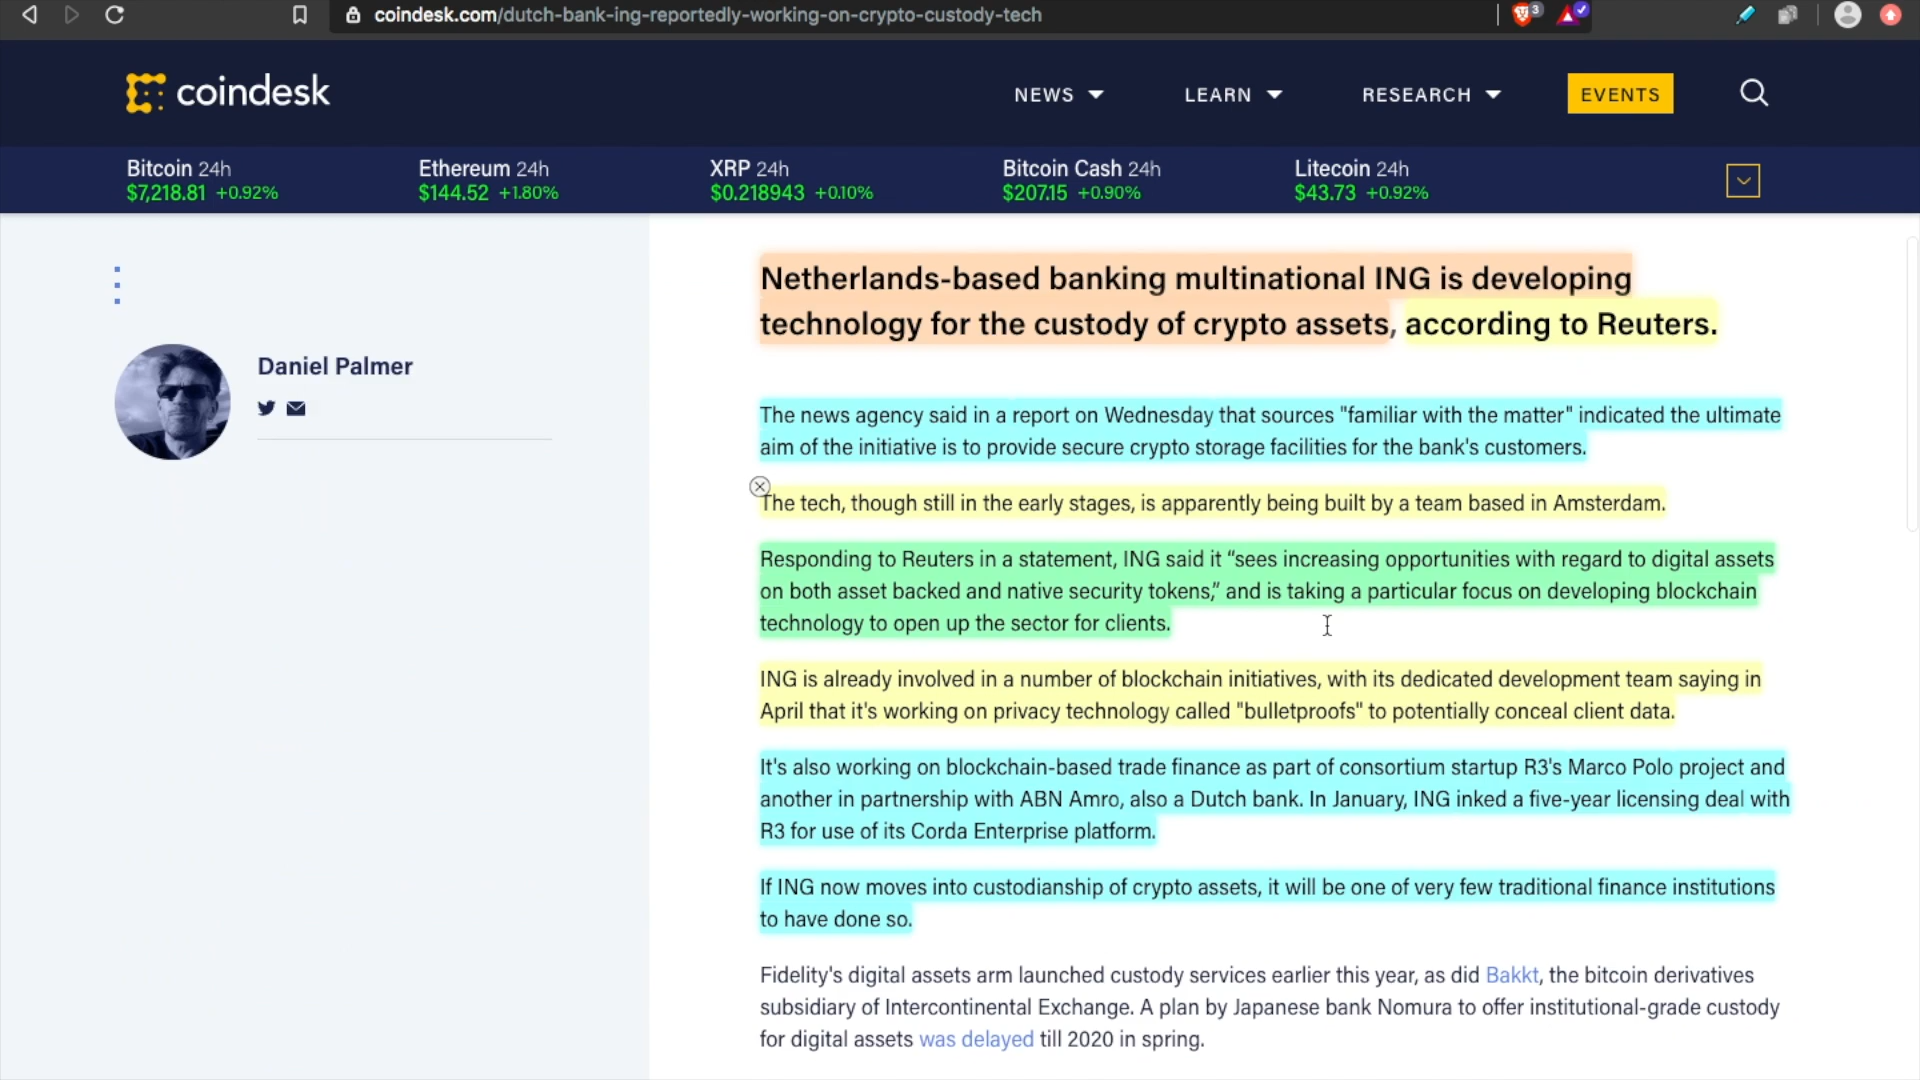 coindesk.com/dutch-bank-ing-reportedly-working-on-crypto-custody-tech
3
coindesk
NEWS LEARN RESEARCH EVENTS
Bitcoin 24h Ethereum 24h XRP 24h Bitcoin Cash 24h Litecoin 24h
$7,218.81 +0.92% $144.52 +1.80% $0.218943 +0.10% $207.15 +0.90% $43.73 +0.92%
Daniel Palmer
Netherlands-based banking multinational ING is developing
technology for the custody of crypto assets, according to Reuters.
The news agency said in a report on Wednesday that sources "familiar with the matter" indicated the ultimate
aim of the initiative is to provide secure crypto storage facilities for the bank's customers.
The tech, though still in the early stages, is apparently being built by a team based in Amsterdam.
Responding to Reuters in a statement, ING said it “sees increasing opportunities with regard to digital assets
on both asset backed and native security tokens,” and is taking a particular focus on developing blockchain
technology to open up the sector for clients.
ING is already involved in a number of blockchain initiatives, with its dedicated development team saying in
April that it's working on privacy technology called "bulletproofs" to potentially conceal client data.
It's also working on blockchain-based trade finance as part of consortium startup R3's Marco Polo project and
another in partnership with ABN Amro, also a Dutch bank. In January, ING inked a five-year licensing deal with
R3 for use of its Corda Enterprise platform.
If ING now moves into custodianship of crypto assets, it will be one of very few traditional finance institutions
to have done so.
Fidelity's digital assets arm launched custody services earlier this year, as did Bakkt, the bitcoin derivatives
subsidiary of Intercontinental Exchange. A plan by Japanese bank Nomura to offer institutional-grade custody
for digital assets was delayed till 2020 in spring.